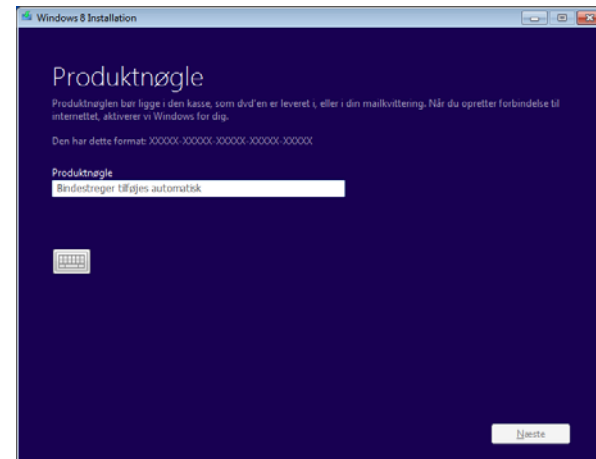 Windows 8 Installation
Produktnøgle
Produktnøglen bør ligge i den kasse, som dvd'en er leveret i, eller i din mailkvittering. Når du opretter forbindelse til
internettet, aktiverer vi Windows for dig.
Den har dette format: XXXXX-XXXXX-XXXXX-XXXXX-XXXXX
Produktnøgle
Bindestreger tilføjes automatisk
Næste